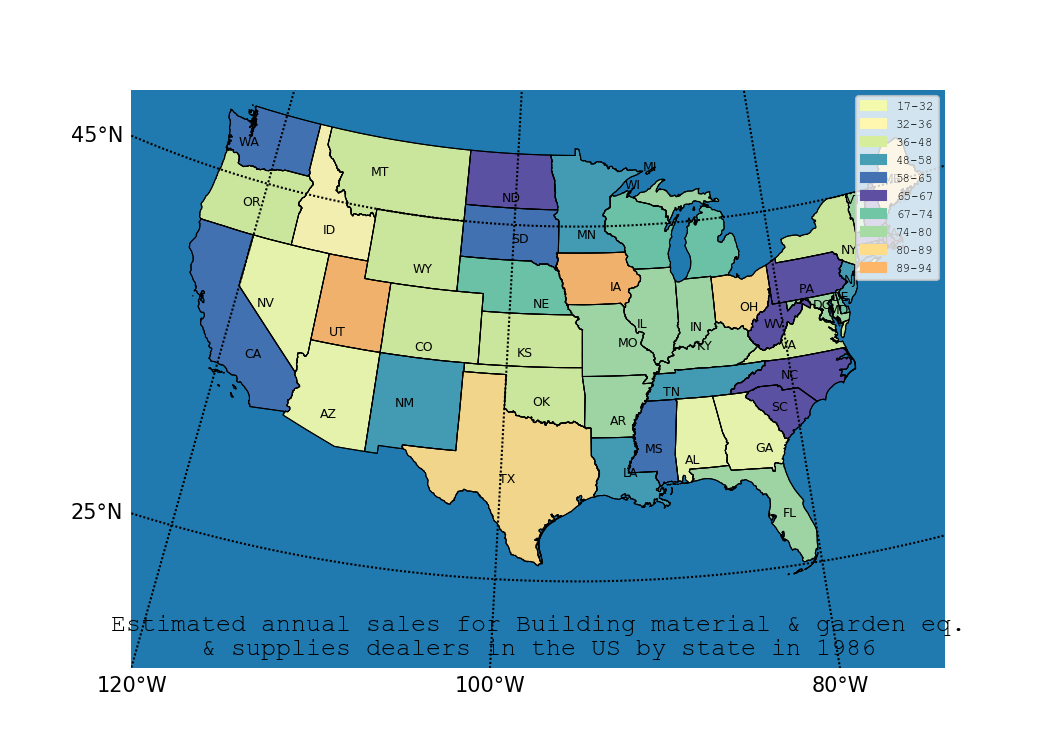 45°N
25°N
120°W
100°W
80°W
17-32
32-36
36-48
48-58
58-65
65-67
67-74
74-80
80-89
89-94
WA
MT
MI
ND
WI
OR
ID
SD
MN
NY
WY
NV
NE
IA
OH
PA
NJ
DE
DC
MD
UT
CO
CA
KS
MO
IL
IN
KY
WV
VA
NC
TN
AZ
NM
OK
AR
SC
MS
AL
GA
LA
TX
FL
Estimated annual sales for Building material & garden eq.
& supplies dealers in the US by state in 1986